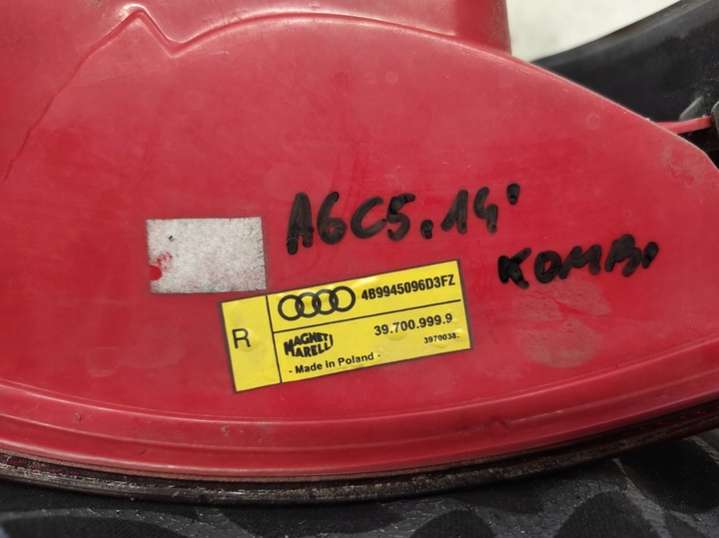 A6C5.14'
KOMBI
R
4B9945096D3FZ
39.700.999.9
MAGNETI
MARELLI
3970038.
- Made in Poland -